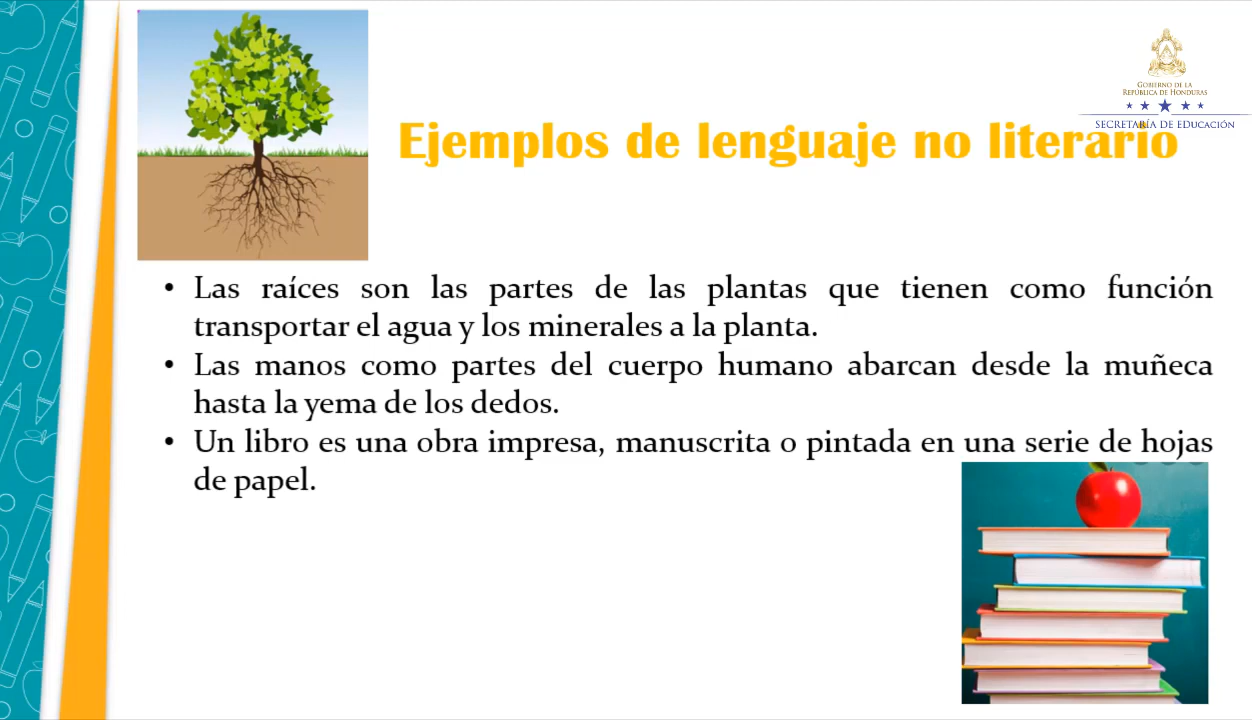 GOBIERNO DE LA
REPÚBLICA DE HONDURAS
SECRETARÍA DE EDUCACIÓN
Ejemplos de lenguaje no literario
• Las raíces son las partes de las plantas que tienen como función
transportar el agua y los minerales a la planta.
• Las manos como partes del cuerpo humano abarcan desde la muñeca
hasta la yema de los dedos.
• Un libro es una obra impresa, manuscrita o pintada en una serie de hojas
de papel.